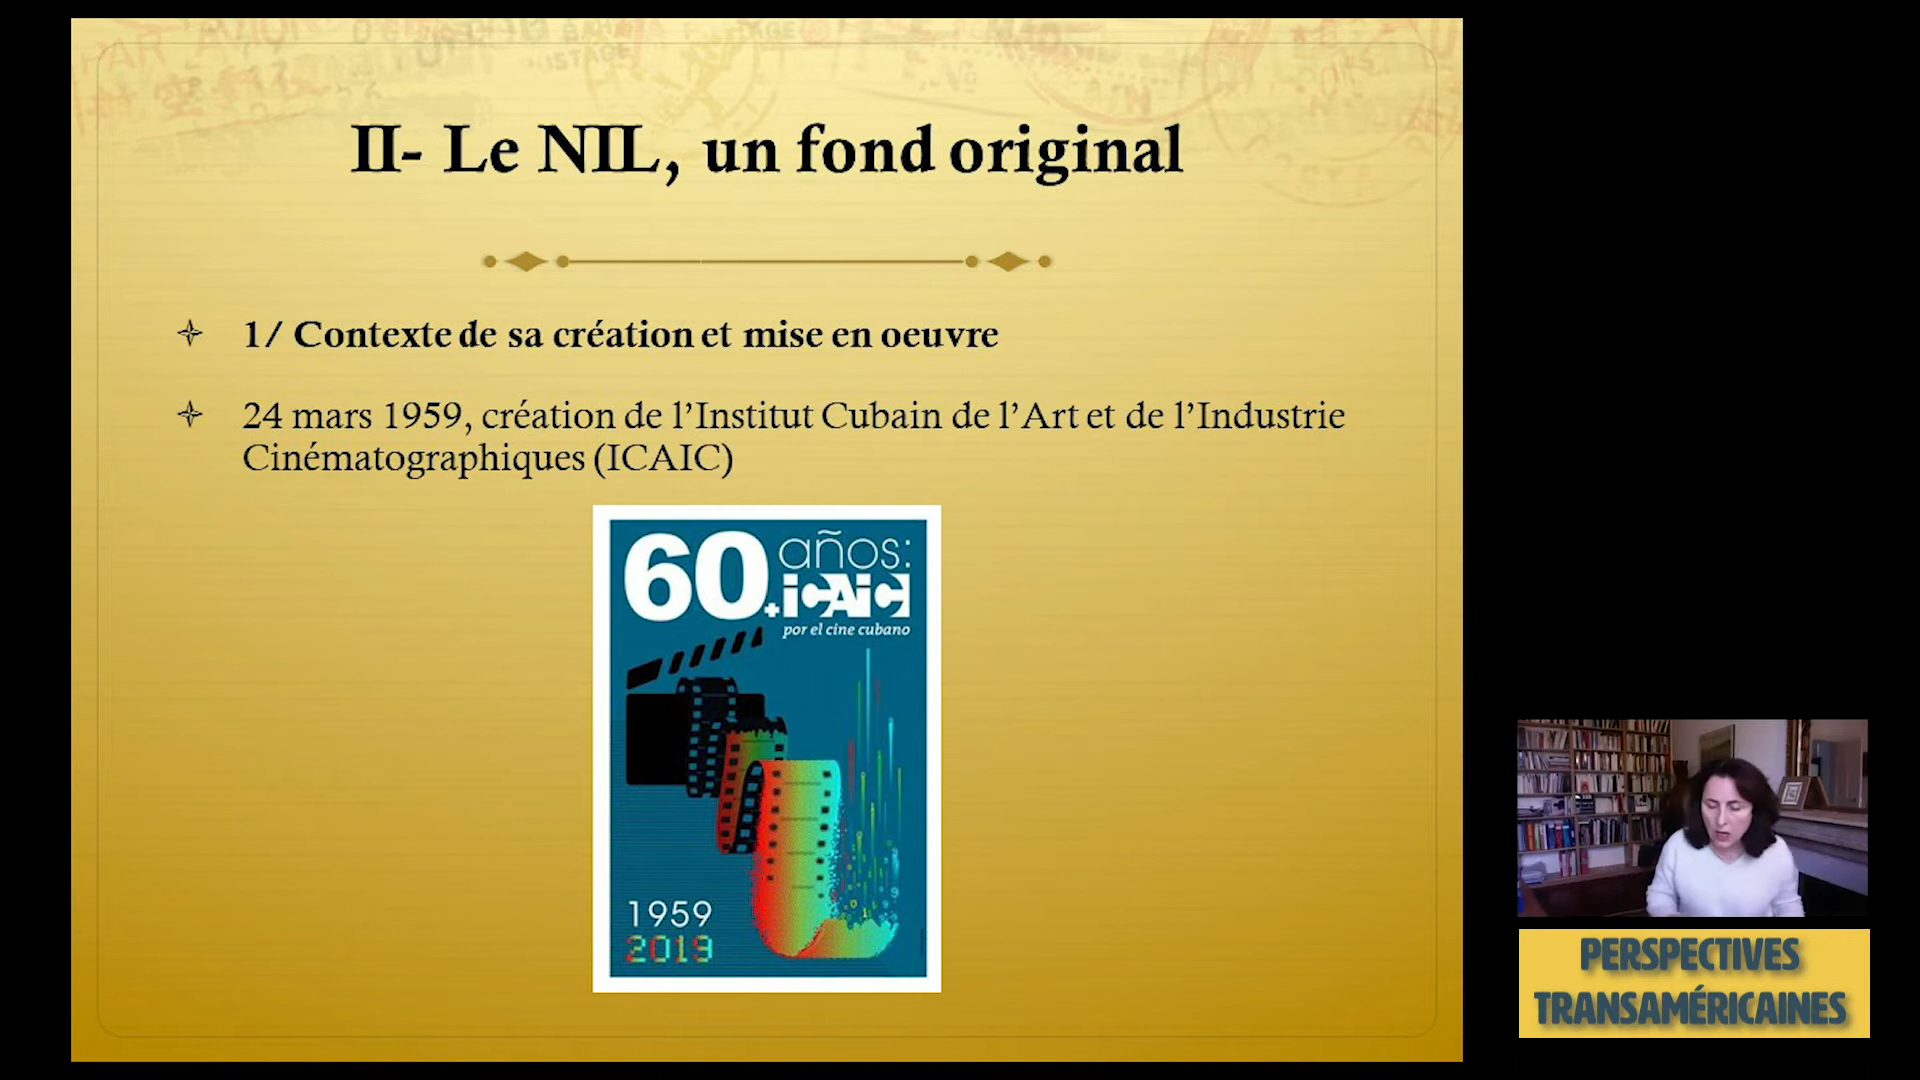 II- Le NIL, un fond original
1/ Contexte de sa création et mise en oeuvre
24 mars 1959, création de l’Institut Cubain de l’Art et de l’Industrie
Cinématographiques (ICAIC)
60 años:
+icAic
por el cine cubano
1959
2019
PERSPECTIVES
TRANSAMÉRICAINES